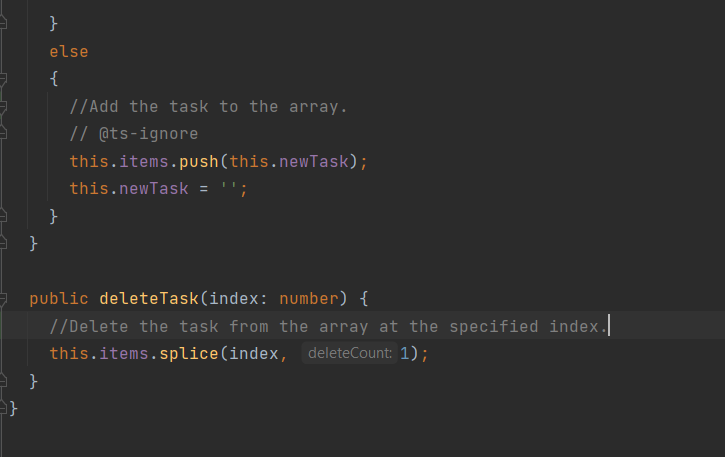 }
else
{
//Add the task to the array.
// @ts-ignore
this.items.push(this.newTask);
this.newTask = '';
}
}
public deleteTask(index: number) {
//Delete the task from the array at the specified index.
this.items.splice(index, deleteCount: 1);
}
}